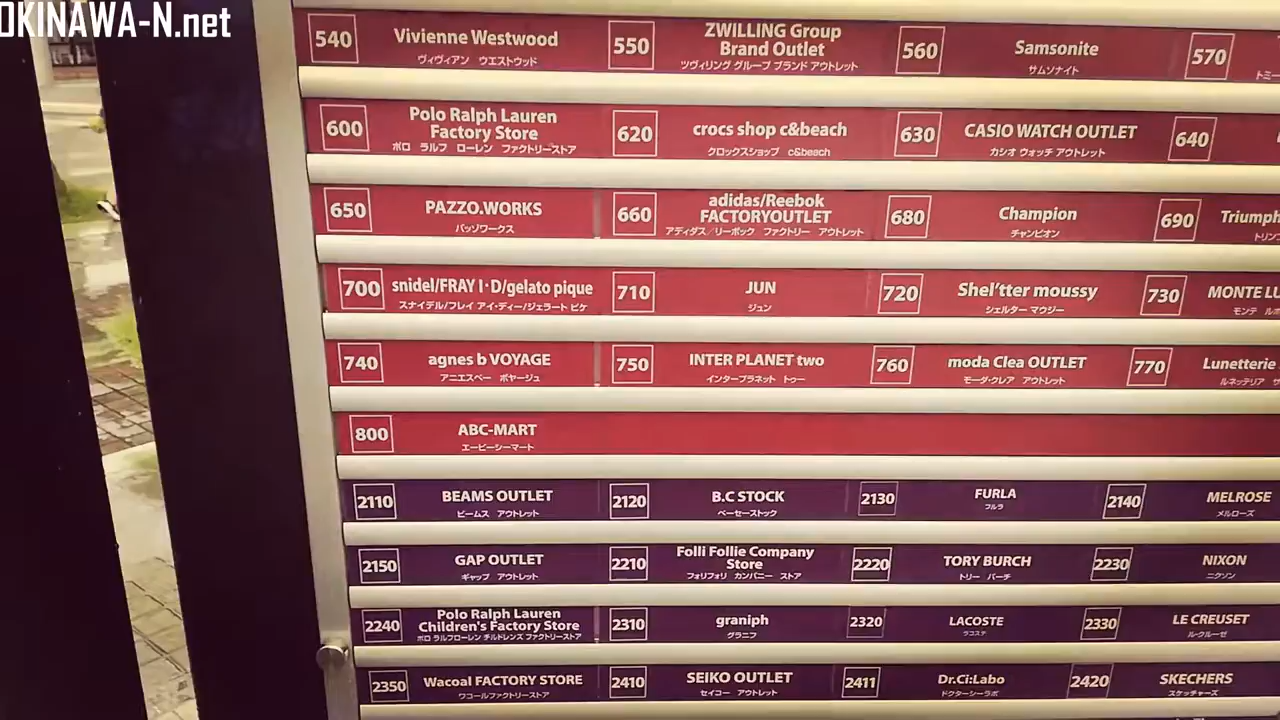 OKINAWA-N.net
540 Vivienne Westwood 550 ZWILLING Group Brand Outlet 560 Samsonite 570
ヴィヴィアン ウエストウッド ツヴィリング グループ ブランド アウトレット サムソナイト トミー
600 Polo Ralph Lauren Factory Store 620 crocs shop c&beach 630 CASIO WATCH OUTLET 640
ポロ ラルフ ローレン ファクトリーストア クロックスショップ c&beach カシオ ウォッチ アウトレット
650 PAZZO.WORKS 660 adidas/Reebok FACTORYOUTLET 680 Champion 690 Triumph
パッゾワークス アディダス／リーボック ファクトリー アウトレット チャンピオン トリン
700 snidel/FRAY I・D/gelato pique 710 JUN 720 Shel'tter moussy 730 MONTE LU
スナイデル/フレイ アイ・ディー/ジェラート ピケ ジュン シェルター マウジー モンテ ル
740 agnes b VOYAGE 750 INTER PLANET two 760 moda Clea OUTLET 770 Lunetterie
アニエスベー ボヤージュ インタープラネット トゥー モーダ・クレア アウトレット ルネッテリア
800 ABC-MART
エービーシーマート
2110 BEAMS OUTLET 2120 B.C STOCK 2130 FURLA 2140 MELROSE
ビームス アウトレット ベーセーストック フルラ メルローズ
2150 GAP OUTLET 2210 Folli Follie Company Store 2220 TORY BURCH 2230 NIXON
ギャップ アウトレット フォリフォリ カンパニー ストア トリー バーチ ニクソン
2240 Polo Ralph Lauren Children's Factory Store 2310 graniph 2320 LACOSTE 2330 LE CREUSET
ポロ ラルフローレン チルドレンズ ファクトリーストア グラニフ ラコステ ル・クルーゼ
2350 Wacoal FACTORY STORE 2410 SEIKO OUTLET 2411 Dr.Ci:Labo 2420 SKECHERS
ワコールファクトリーストア セイコー アウトレット ドクターシーラボ スケッチャーズ